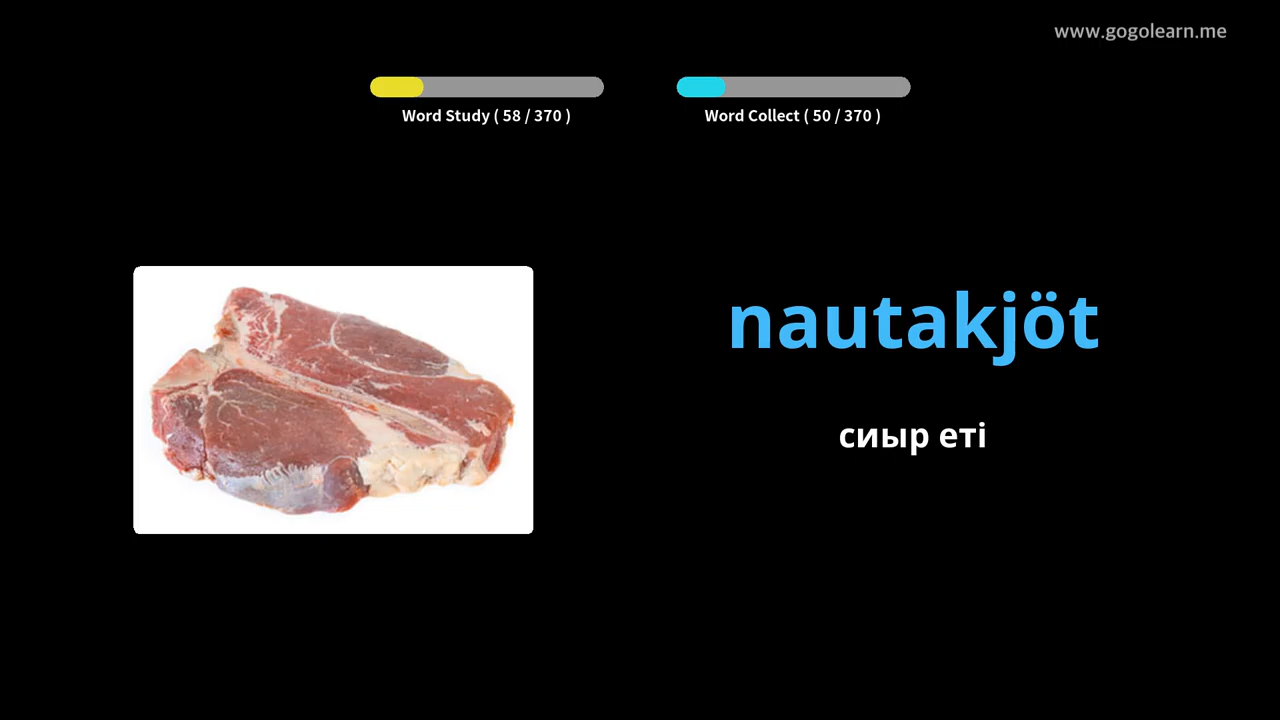 www.gogolearn.me
Word Study ( 58 / 370 )
Word Collect ( 50 / 370 )
nautakjöt
сиыр еті